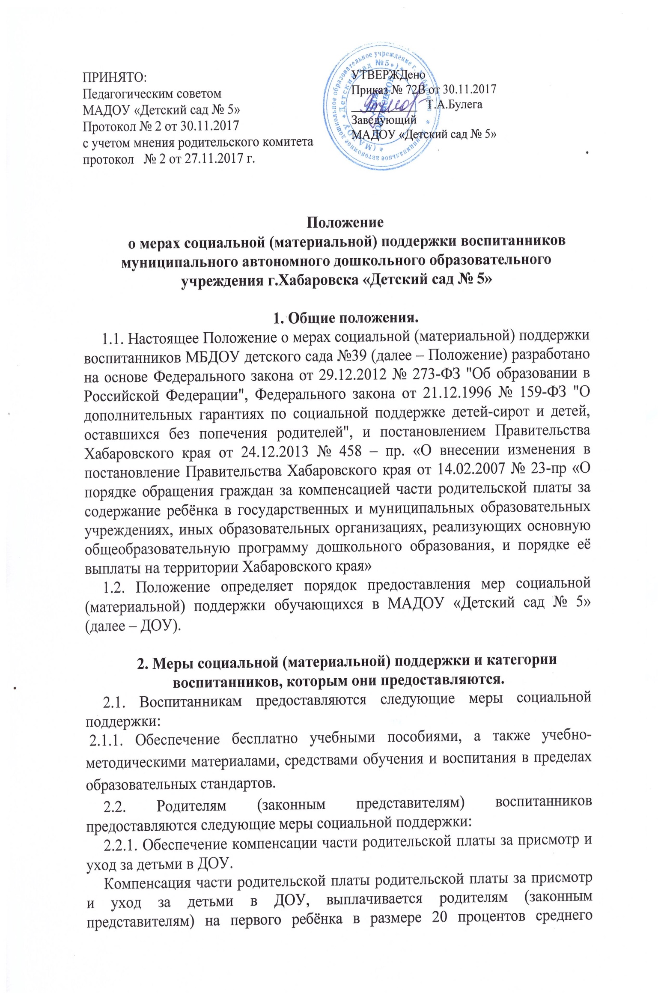 ПРИНЯТО:
Педагогическим советом
МАДОУ «Детский сад № 5»
Протокол № 2 от 30.11.2017
с учетом мнения родительского комитета
протокол № 2 от 27.11.2017 г.
УТВЕРЖДено
Приказ № 72В от 30.11.2017
Т.А.Булега
Заведующий
МАДОУ «Детский сад № 5»
муниципальное автономное дошкольное образовательное учреждение г. Хабаровска
* (МАДОУ «Детский сад №5») *
Для
документов
Положение
о мерах социальной (материальной) поддержки воспитанников
муниципального автономного дошкольного образовательного
учреждения г.Хабаровска «Детский сад № 5»
1. Общие положения.
1.1. Настоящее Положение о мерах социальной (материальной) поддержки
воспитанников МБДОУ детского сада №39 (далее – Положение) разработано
на основе Федерального закона от 29.12.2012 № 273-ФЗ "Об образовании в
Российской Федерации", Федерального закона от 21.12.1996 № 159-ФЗ "О
дополнительных гарантиях по социальной поддержке детей-сирот и детей,
оставшихся без попечения родителей", и постановлением Правительства
Хабаровского края от 24.12.2013 № 458 – пр. «О внесении изменения в
постановление Правительства Хабаровского края от 14.02.2007 № 23-пр «О
порядке обращения граждан за компенсацией части родительской платы за
содержание ребёнка в государственных и муниципальных образовательных
учреждениях, иных образовательных организациях, реализующих основную
общеобразовательную программу дошкольного образования, и порядке её
выплаты на территории Хабаровского края»
1.2. Положение определяет порядок предоставления мер социальной
(материальной) поддержки обучающихся в МАДОУ «Детский сад № 5»
(далее – ДОУ).
2. Меры социальной (материальной) поддержки и категории
воспитанников, которым они предоставляются.
2.1. Воспитанникам предоставляются следующие меры социальной
поддержки:
2.1.1. Обеспечение бесплатно учебными пособиями, а также учебно-
методическими материалами, средствами обучения и воспитания в пределах
образовательных стандартов.
2.2. Родителям (законным представителям) воспитанников
предоставляются следующие меры социальной поддержки:
2.2.1. Обеспечение компенсации части родительской платы за присмотр и
уход за детьми в ДОУ.
Компенсация части родительской платы родительской платы за присмотр
и уход за детьми в ДОУ, выплачивается родителям (законным
представителям) на первого ребёнка в размере 20 процентов среднего